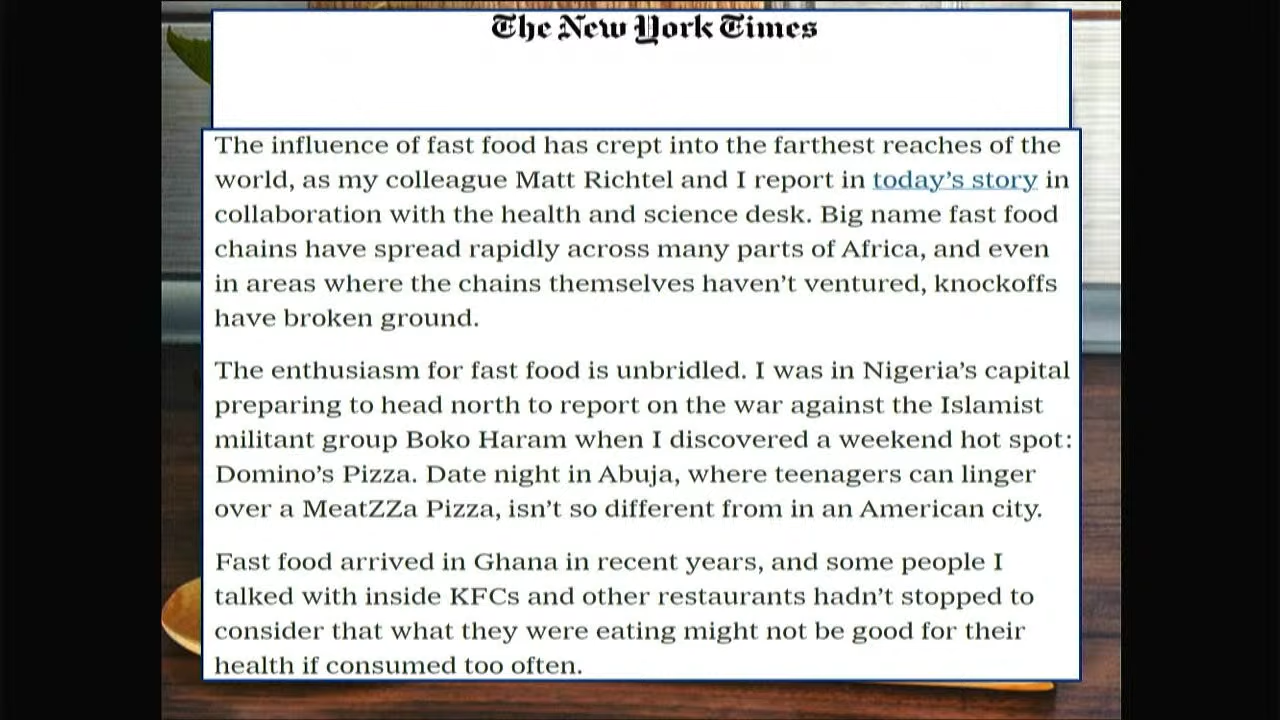 The New York Times
The influence of fast food has crept into the farthest reaches of the
world, as my colleague Matt Richtel and I report in today's story in
collaboration with the health and science desk. Big name fast food
chains have spread rapidly across many parts of Africa, and even
in areas where the chains themselves haven't ventured, knockoffs
have broken ground.
The enthusiasm for fast food is unbridled. I was in Nigeria's capital
preparing to head north to report on the war against the Islamist
militant group Boko Haram when I discovered a weekend hot spot:
Domino's Pizza. Date night in Abuja, where teenagers can linger
over a MeatZZa Pizza, isn't so different from in an American city.
Fast food arrived in Ghana in recent years, and some people I
talked with inside KFCs and other restaurants hadn't stopped to
consider that what they were eating might not be good for their
health if consumed too often.